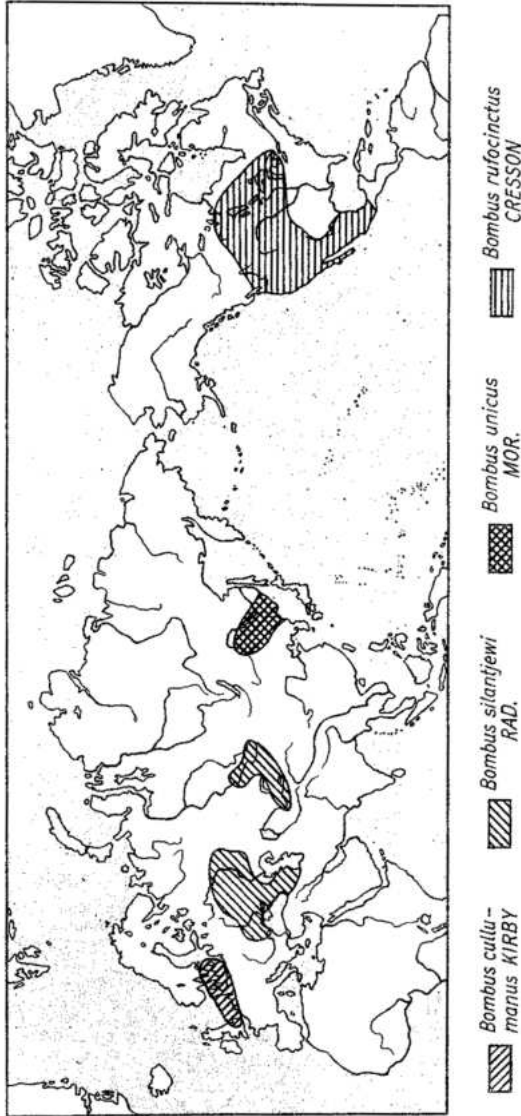 Bombus cullu-
manus KIRBY
Bombus silantjewi
RAD.
Bombus unicus
MOR.
Bombus rufocinctus
CRESSON